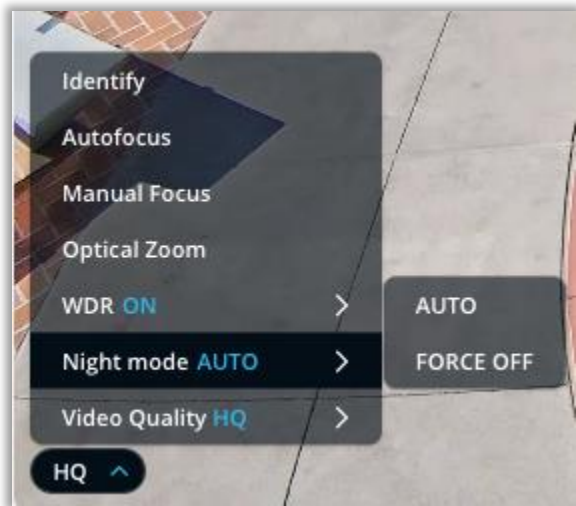 Identify
Autofocus
Manual Focus
Optical Zoom
WDR ON
AUTO
Night mode AUTO
FORCE OFF
Video Quality HQ
HQ